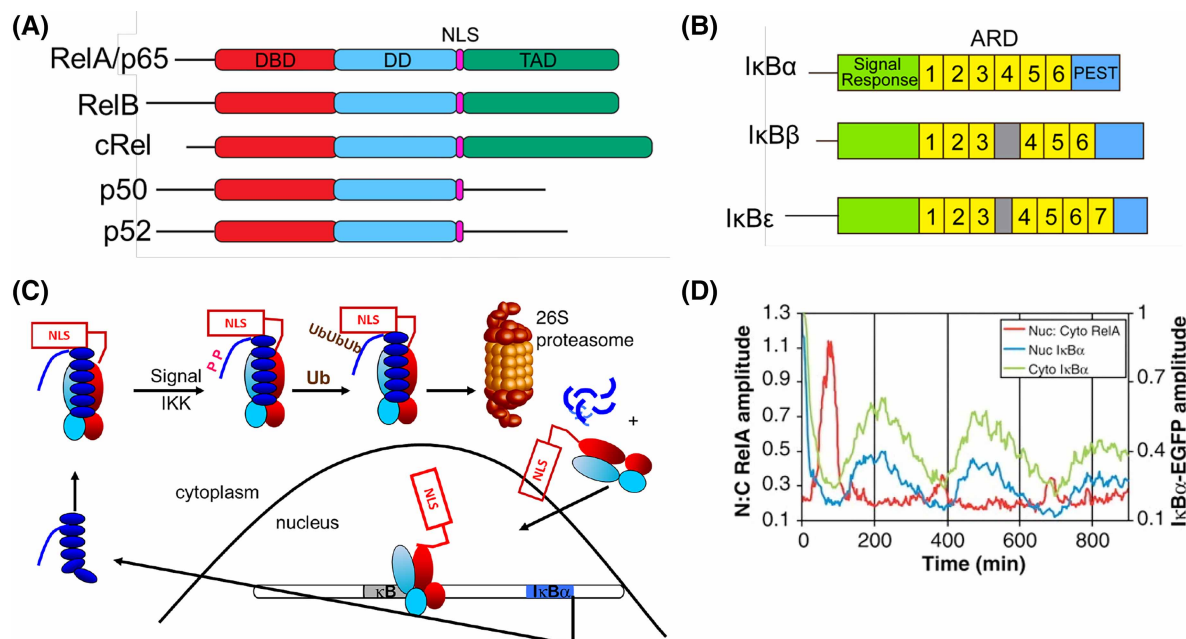 (A)
NLS
RelA/p65 DBD DD TAD
RelB
cRel
p50
p52
(B)
ARD
IκBα Signal Response 1 2 3 4 5 6 PEST
IκBβ 1 2 3 4 5 6
IκBε 1 2 3 4 5 6 7
(C)
NLS
Signal
IKK
NLS
P P
Ub
UbUbUb
NLS
26S
proteasome
+
NLS
cytoplasm
nucleus
NLS
κB
IκBα
(D)
N:C RelA amplitude
1.3
1.1
0.9
0.7
0.5
0.3
0.1
Nuc: Cyto RelA
Nuc IκBα
Cyto IκBα
1
0.7
0.4
0.1
IκBα-EGFP amplitude
0 200 400 600 800
Time (min)